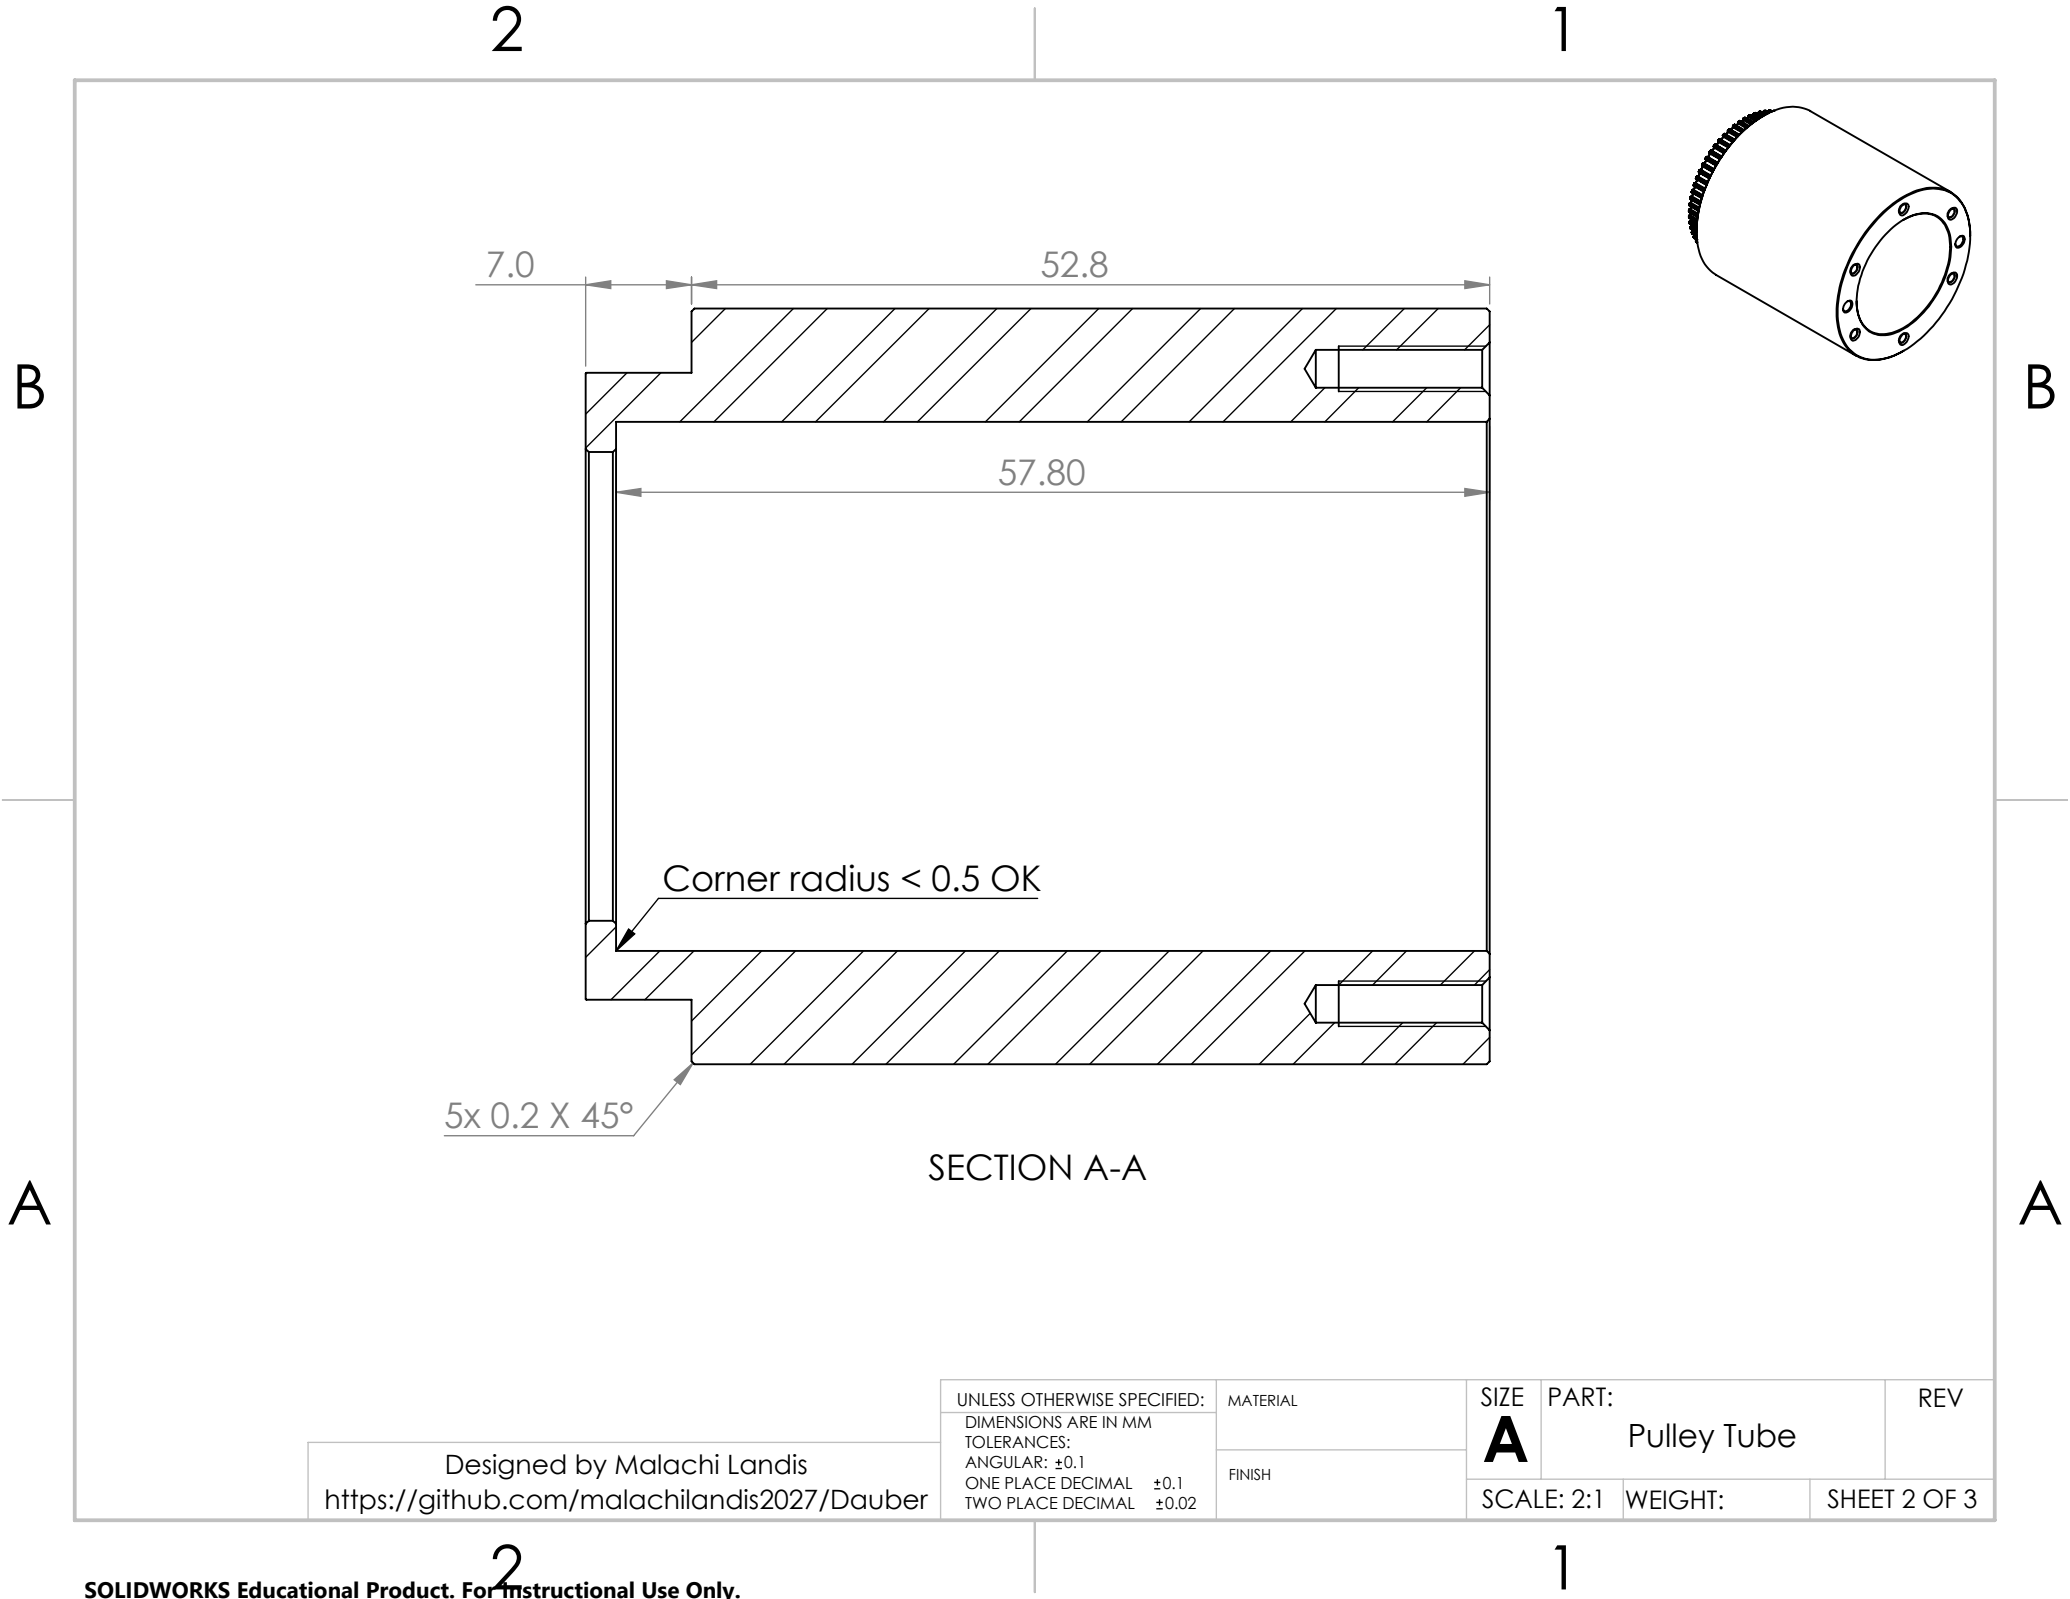 2
1
7.0
52.8
B
B
57.80
Corner radius < 0.5 OK
5x 0.2 X 45°
SECTION A-A
A
A
UNLESS OTHERWISE SPECIFIED:
DIMENSIONS ARE IN MM
TOLERANCES:
ANGULAR: ±0.1
ONE PLACE DECIMAL ±0.1
TWO PLACE DECIMAL ±0.02
MATERIAL
FINISH
SIZE
A
PART:
Pulley Tube
REV
SCALE: 2:1
WEIGHT:
SHEET 2 OF 3
Designed by Malachi Landis
https://github.com/malachilandis2027/Dauber
2
1
SOLIDWORKS Educational Product. For Instructional Use Only.